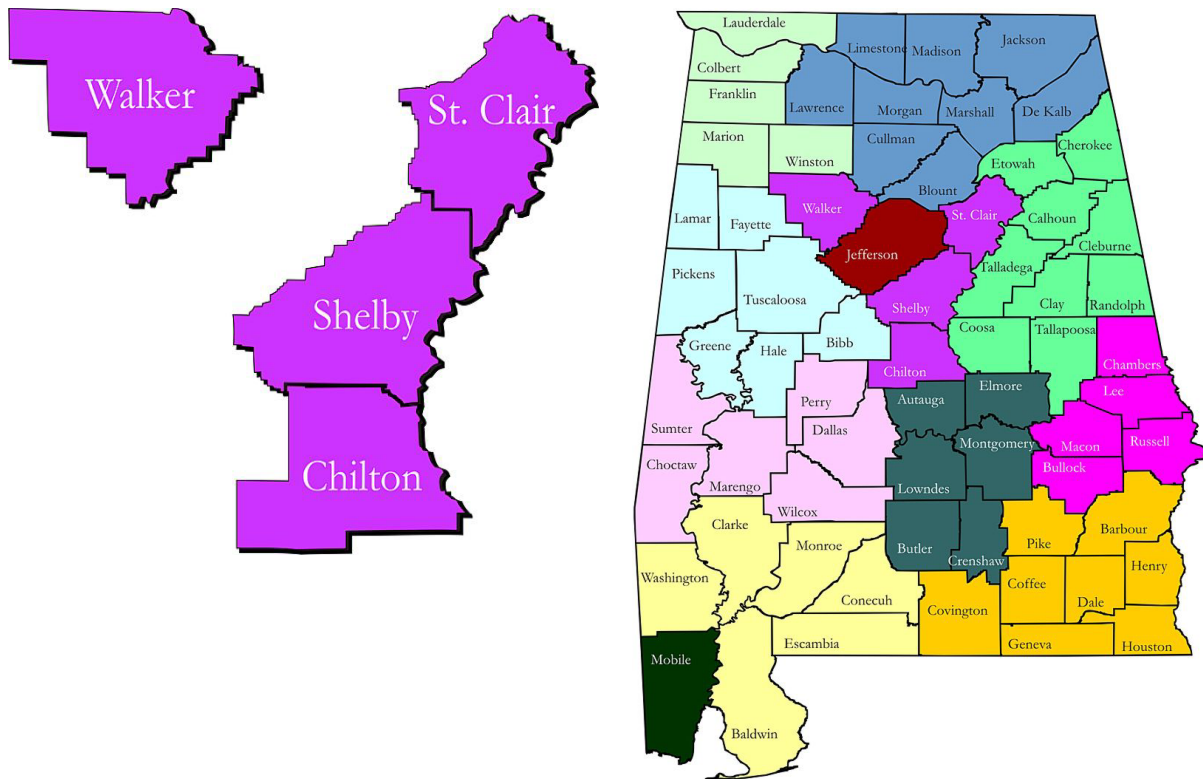 Walker
St. Clair
Shelby
Chilton
Lauderdale
Limestone
Madison
Jackson
Colbert
Franklin
Lawrence
Morgan
Marshall
De Kalb
Marion
Winston
Cullman
Blount
Etowah
Cherokee
Lamar
Fayette
Walker
St. Clair
Calhoun
Cleburne
Jefferson
Pickens
Tuscaloosa
Shelby
Talladega
Clay
Randolph
Greene
Hale
Bibb
Chilton
Coosa
Tallapoosa
Chambers
Sumter
Perry
Dallas
Autauga
Elmore
Lee
Choctaw
Marengo
Montgomery
Macon
Russell
Bullock
Wilcox
Lowndes
Clarke
Monroe
Butler
Crenshaw
Pike
Barbour
Washington
Conecuh
Covington
Coffee
Dale
Henry
Mobile
Escambia
Geneva
Houston
Baldwin